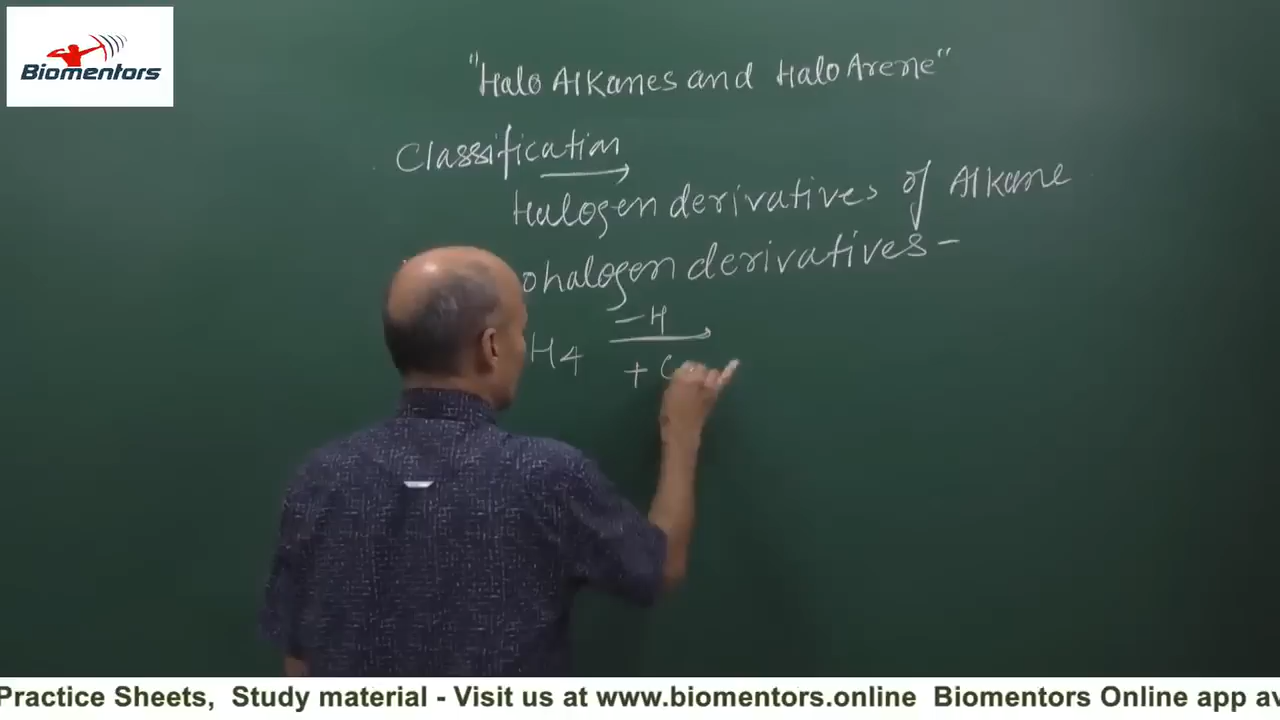 Biomentors
"Halo Alkanes and Halo Arene"
Classification
Halogen derivatives of Alkane
ohalogen derivatives -
H4 -H
+
Practice Sheets, Study material - Visit us at www.biomentors.online Biomentors Online app av